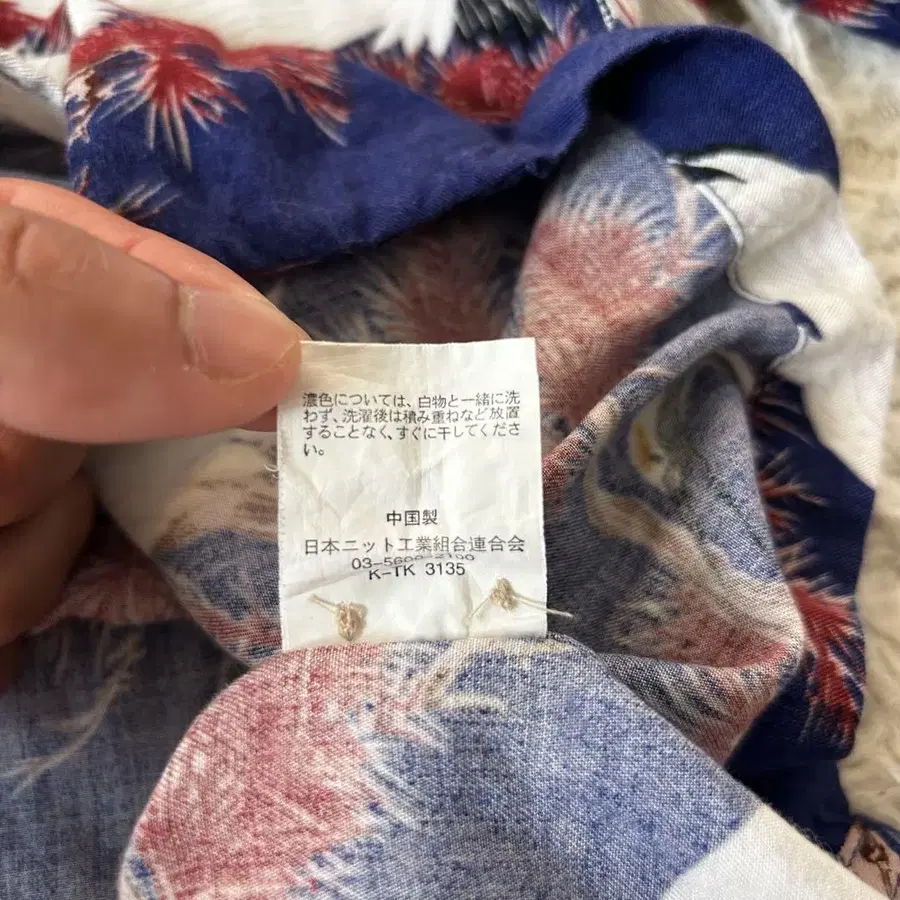 濃色については、白物と一緒に洗
わず、洗濯後は積み重ねなど放置
することなく、すぐに干してくださ
い。
中国製
日本ニット工業組合連合会
K-TK 3135